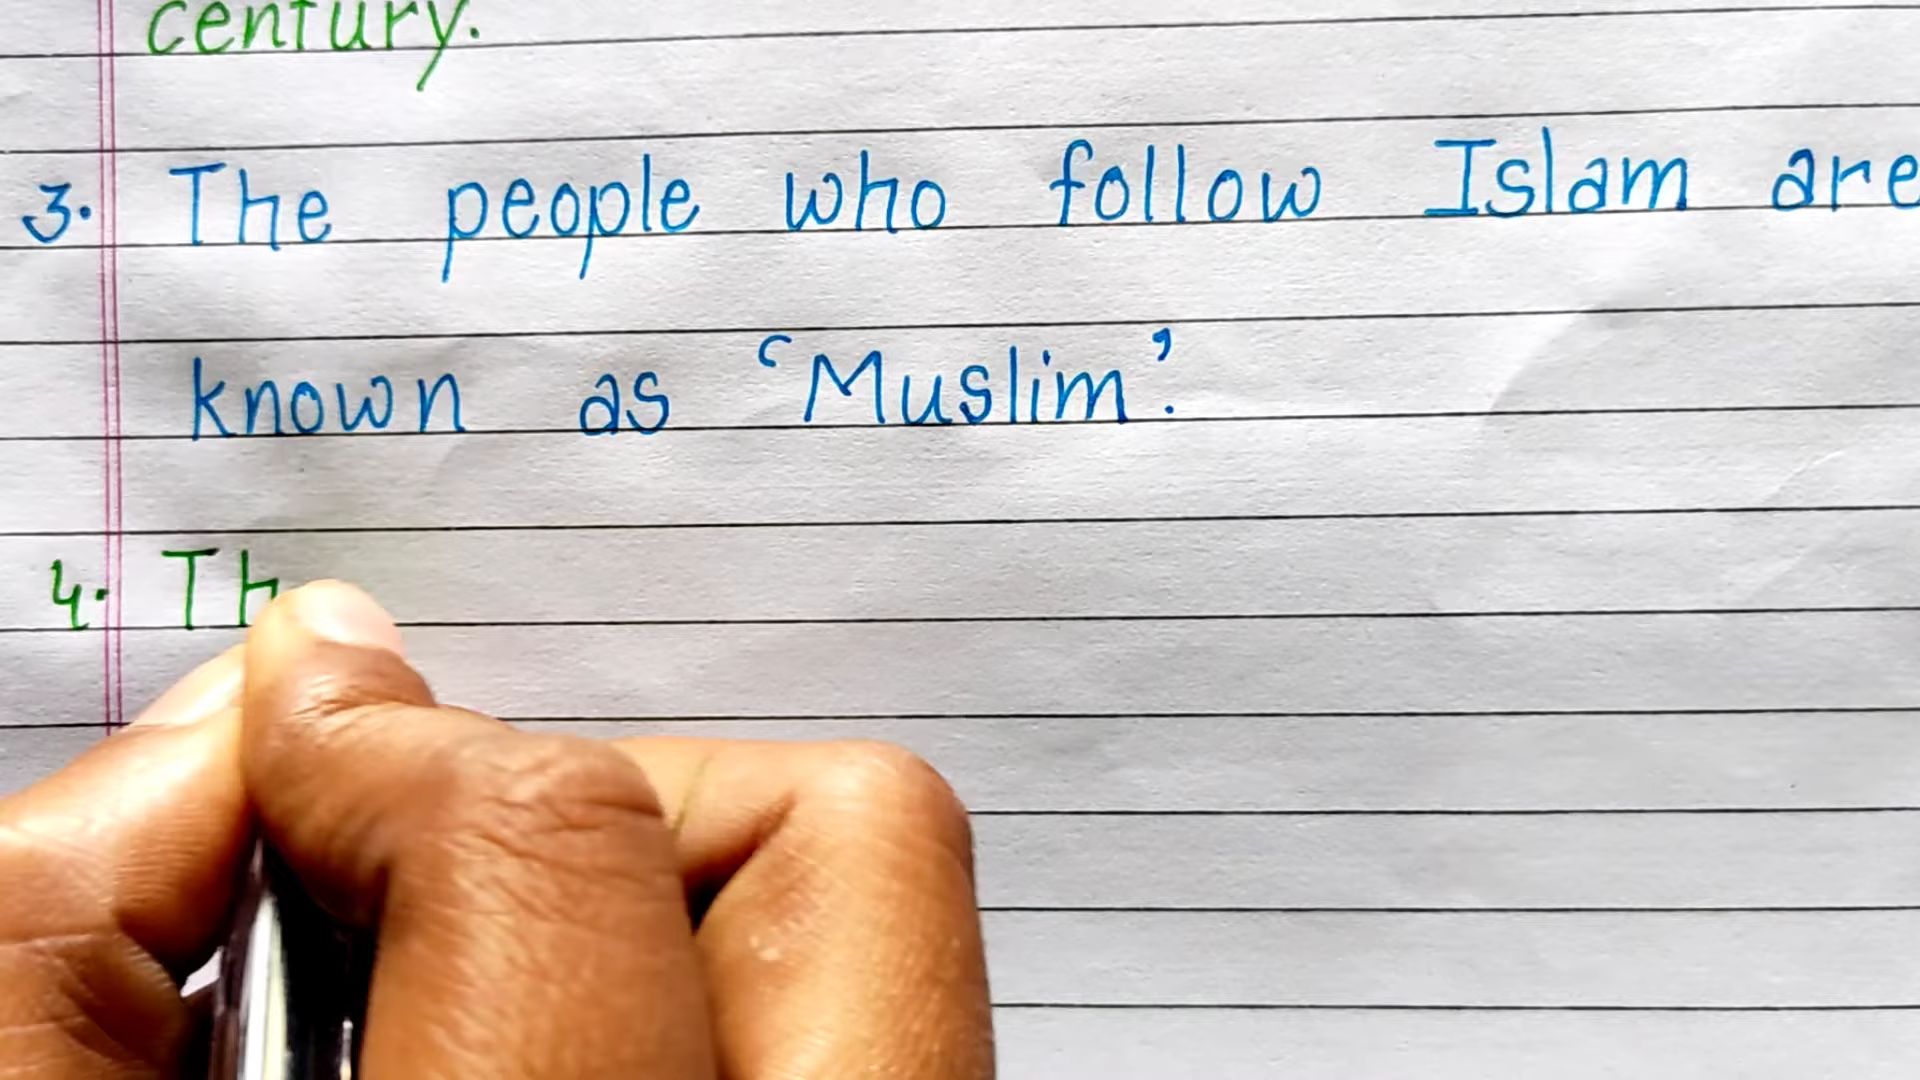 century.
3. The people who follow Islam are
known as ‘Muslim’.
4. Th